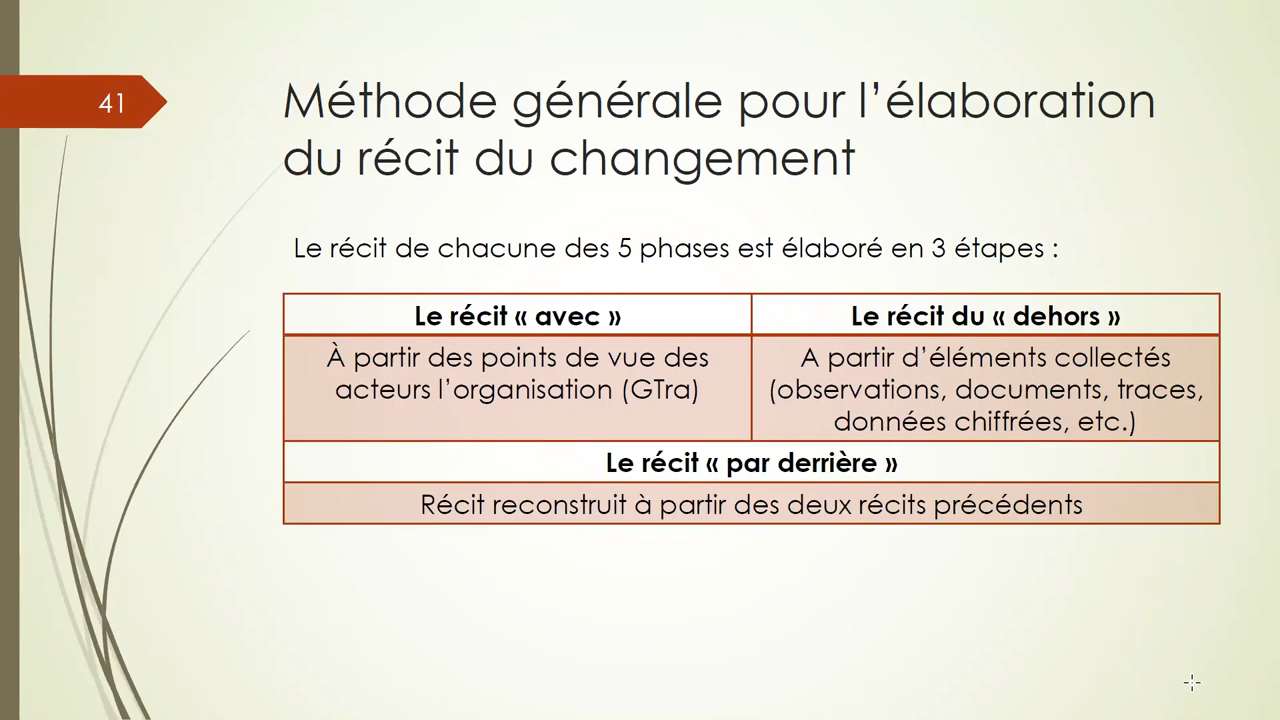 41
Méthode générale pour l’élaboration
du récit du changement
Le récit de chacune des 5 phases est élaboré en 3 étapes :
Le récit « avec »
Le récit du « dehors »
À partir des points de vue des
acteurs l’organisation (GTra)
A partir d’éléments collectés
(observations, documents, traces,
données chiffrées, etc.)
Le récit « par derrière »
Récit reconstruit à partir des deux récits précédents